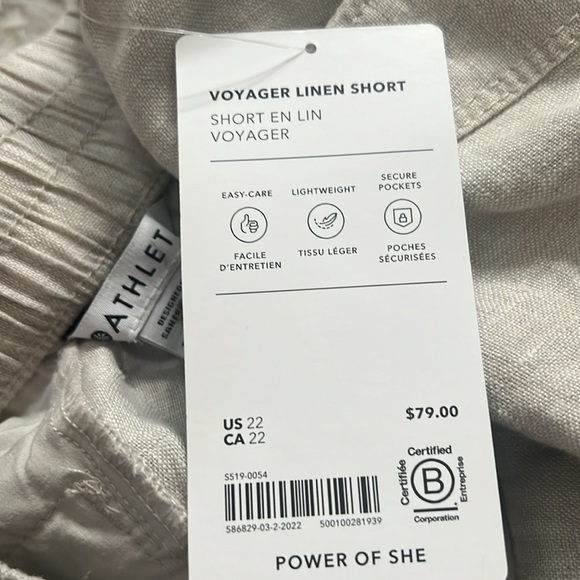 VOYAGER LINEN SHORT
SHORT EN LIN
VOYAGER
EASY-CARE
FACILE
D'ENTRETIEN
LIGHTWEIGHT
TISSU LÉGER
SECURE
POCKETS
POCHES
SÉCURISÉES
US 22
CA 22
$79.00
SS19-0054
586829-03-2-2022 500100281939
Certified
Certifiée
B
Entreprise
Corporation
POWER OF SHE
ATHLET
DESIGNED